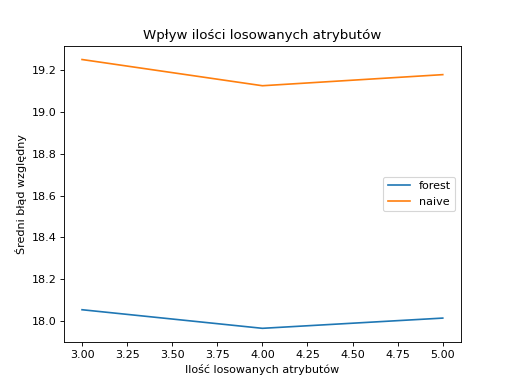 Wpływ ilości losowanych atrybutów
Średni błąd względny
19.2
19.0
18.8
18.6
18.4
18.2
18.0
forest
naive
3.00 3.25 3.50 3.75 4.00 4.25 4.50 4.75 5.00
Ilość losowanych atrybutów